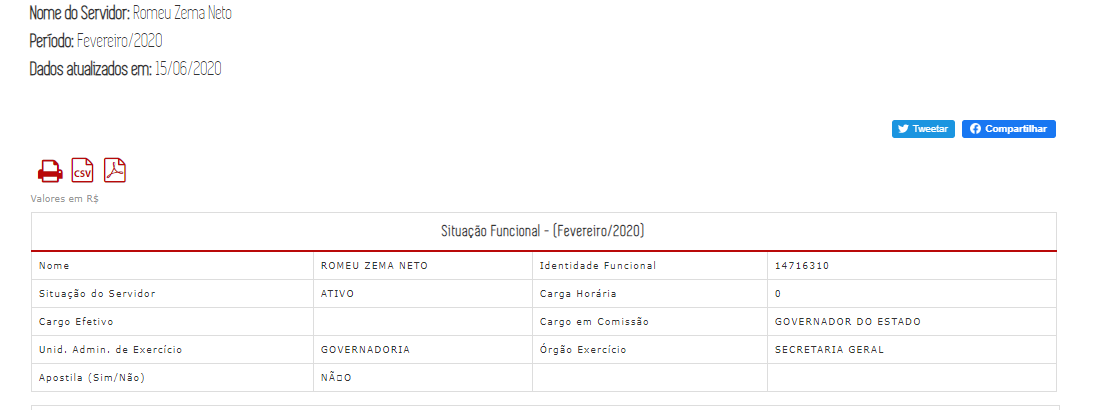 Nome do Servidor: Romeu Zema Neto
Período: Fevereiro/2020
Dados atualizados em: 15/06/2020
Tweetar Compartilhar
CSV
Valores em R$
Situação Funcional - (Fevereiro/2020)
Nome ROMEU ZEMA NETO Identidade Funcional 14716310
Situação do Servidor ATIVO Carga Horária 0
Cargo Efetivo Cargo em Comissão GOVERNADOR DO ESTADO
Unid. Admin. de Exercício GOVERNADORIA Órgão Exercício SECRETARIA GERAL
Apostila (Sim/Não) NÃ□O